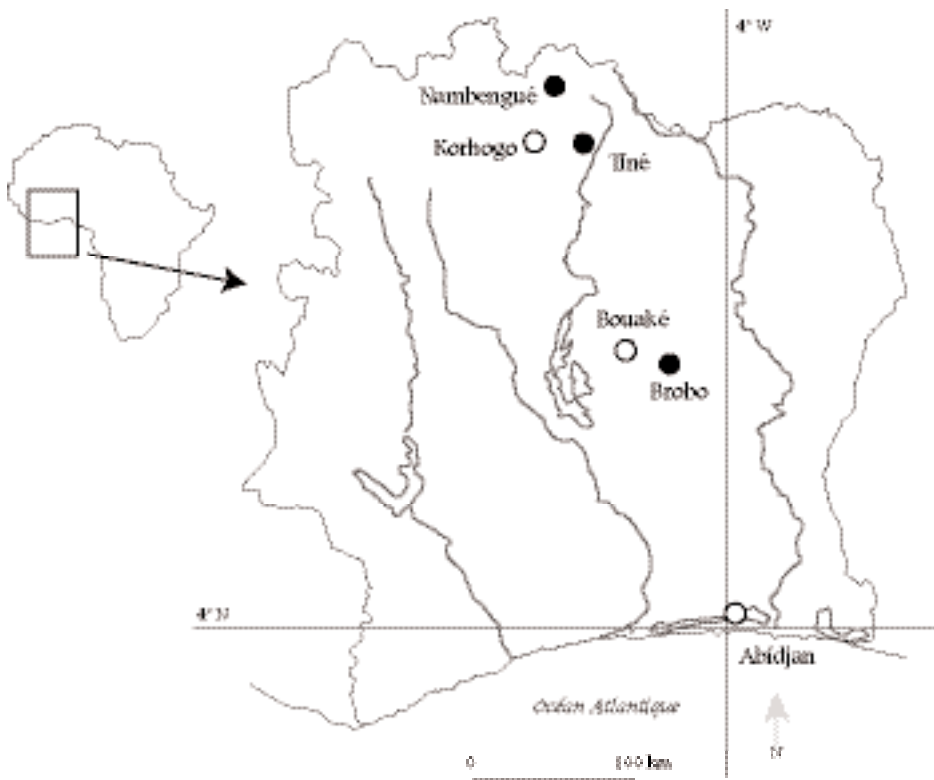 4° W
Nambengué
Korhogo
Tiné
Bouaké
Brobo
4° N
Abidjan
Océan Atlantique
N
0 100 km